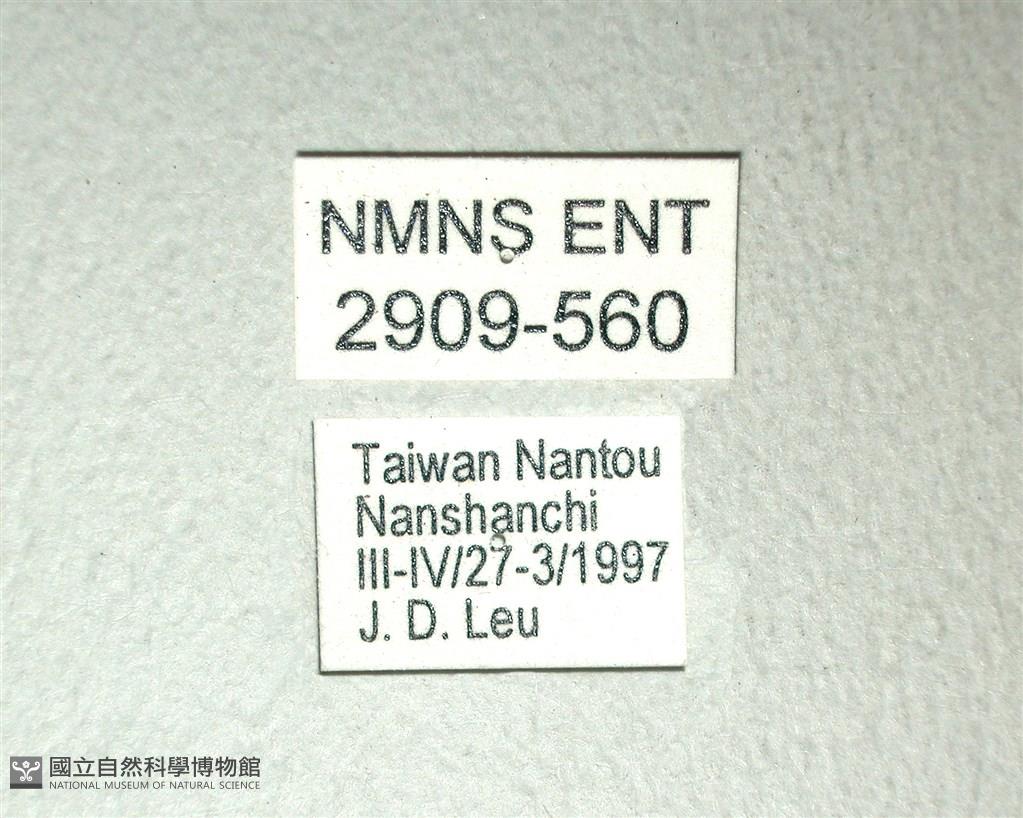 NMNS ENT
2909-560
Taiwan Nantou
Nanshanchi
III-IV/27-3/1997
J. D. Leu
國立自然科學博物館
NATIONAL MUSEUM OF NATURAL SCIENCE